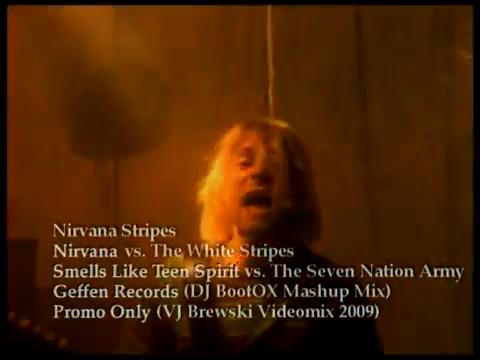 Nirvana Stripes
Nirvana vs. The White Stripes
Smells Like Teen Spirit vs. The Seven Nation Army
Geffen Records (DJ BootOX Mashup Mix)
Promo Only (VJ Brewski Videomix 2009)